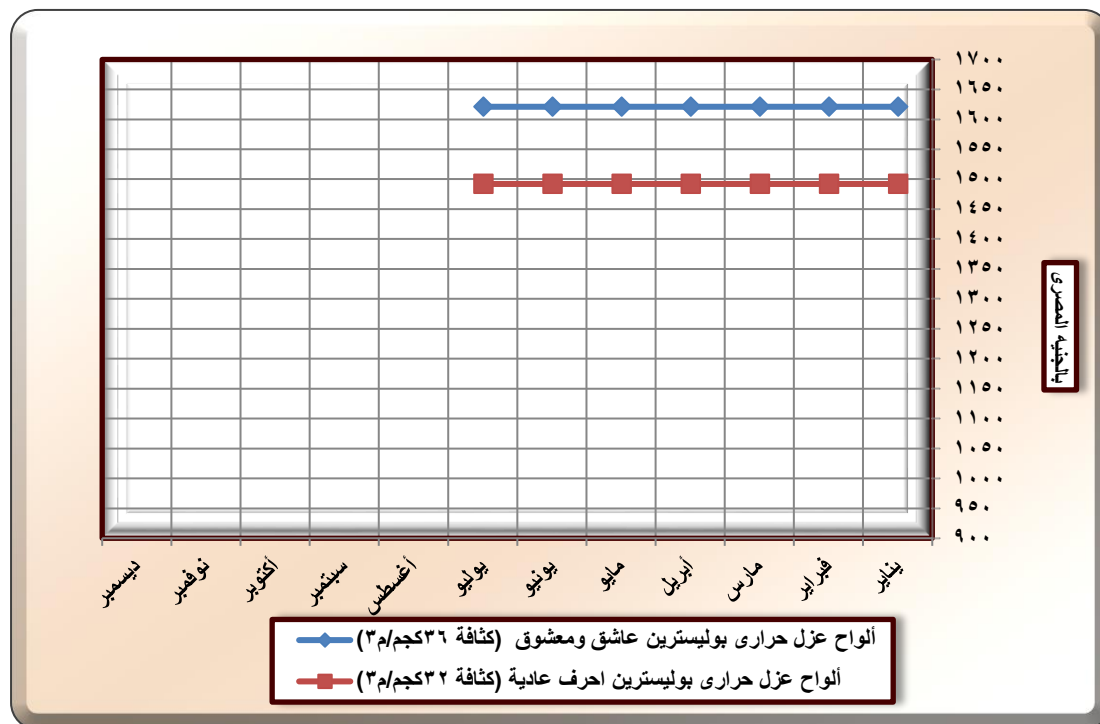 ١٧٠٠
١٦٥٠
١٦٠٠
١٥٥٠
١٥٠٠
١٤٥٠
١٤٠٠
١٣٥٠
١٣٠٠
١٢٥٠
١٢٠٠
١١٥٠
١١٠٠
١٠٥٠
١٠٠٠
٩٥٠
٩٠٠
بالجنيه المصرى
يناير
فبراير
مارس
أبريل
مايو
يونيو
يوليو
أغسطس
سبتمبر
أكتوبر
نوفمبر
ديسمبر
ألواح عزل حرارى بوليسترين عاشق ومعشوق (كثافة ٣٦كجم/م٣)
ألواح عزل حرارى بوليسترين احرف عادية (كثافة ٣٢كجم/م٣)